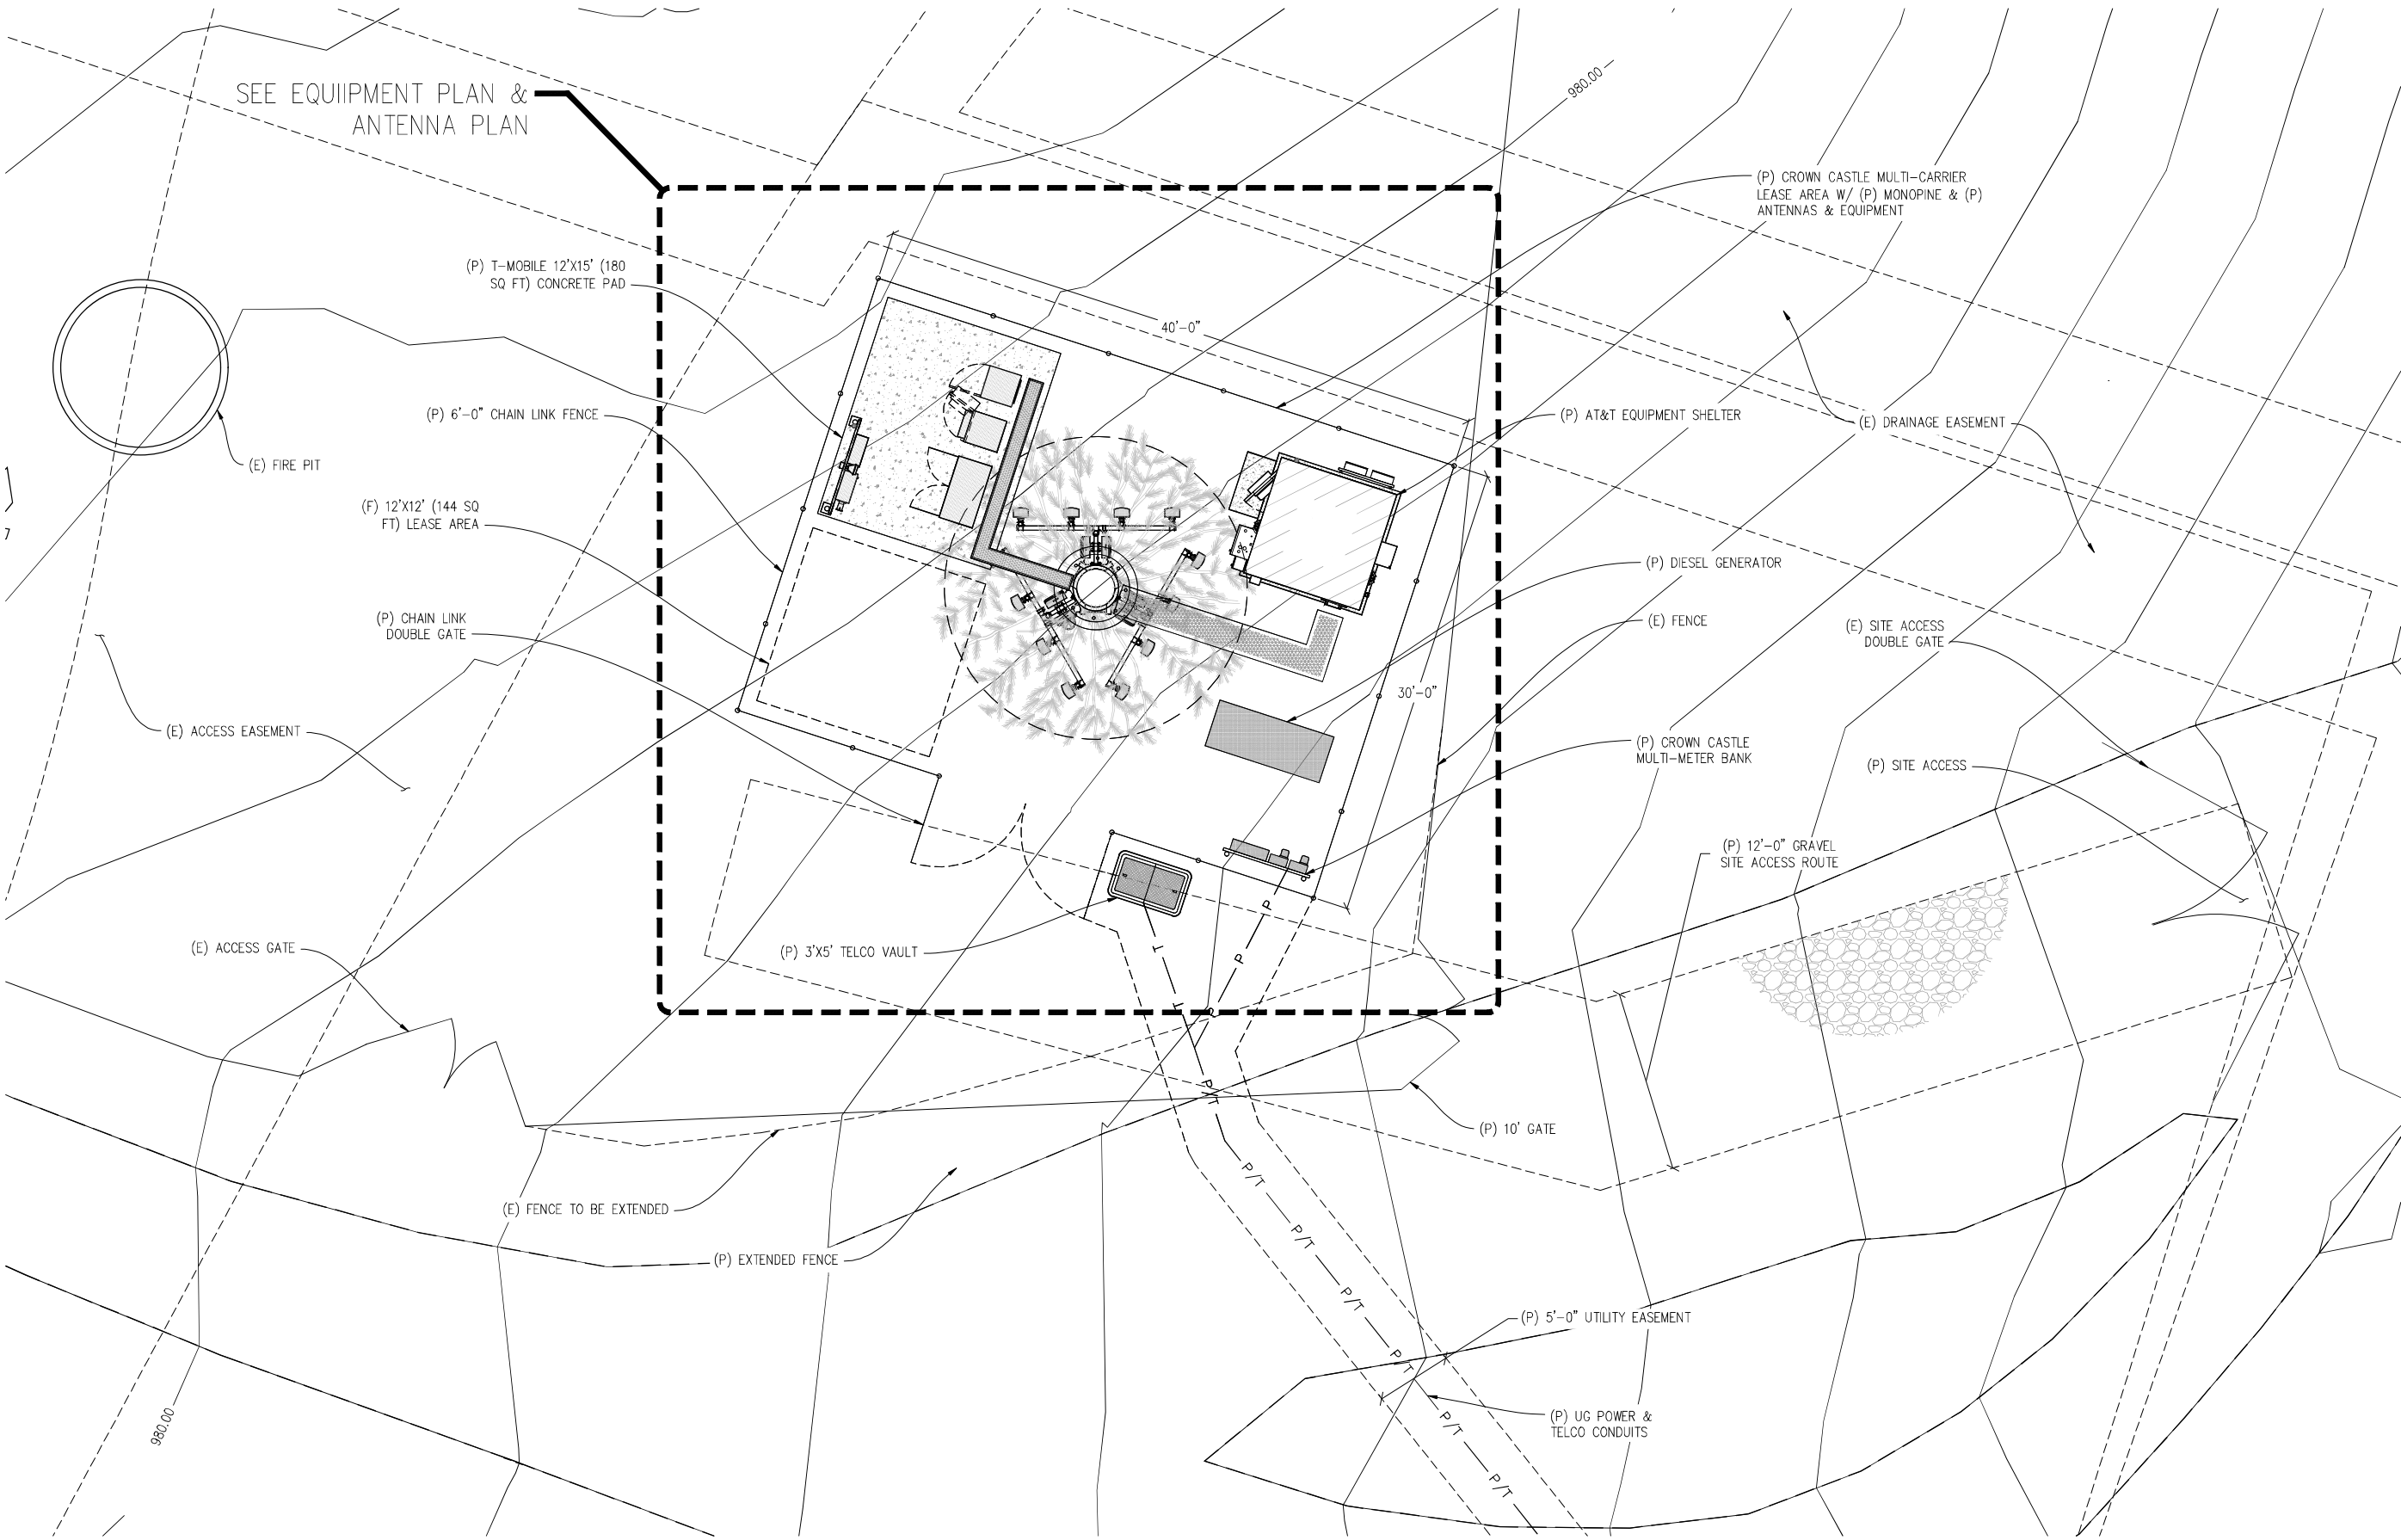 SEE EQUIIPMENT PLAN &
ANTENNA PLAN
980.00
(P) CROWN CASTLE MULTI-CARRIER
LEASE AREA W/ (P) MONOPINE & (P)
ANTENNAS & EQUIPMENT
(P) T-MOBILE 12'X15' (180
SQ FT) CONCRETE PAD
40'-0"
(P) 6'-0" CHAIN LINK FENCE
(P) AT&T EQUIPMENT SHELTER
(E) DRAINAGE EASEMENT
(E) FIRE PIT
(F) 12'X12' (144 SQ
FT) LEASE AREA
7
(P) DIESEL GENERATOR
(P) CHAIN LINK
DOUBLE GATE
(E) FENCE
(E) SITE ACCESS
DOUBLE GATE
30'-0"
(E) ACCESS EASEMENT
(P) CROWN CASTLE
MULTI-METER BANK
(P) SITE ACCESS
(P) 12'-0" GRAVEL
SITE ACCESS ROUTE
(E) ACCESS GATE
(P) 3'X5' TELCO VAULT
P
T
P
T
P
P/T
(P) 10' GATE
P/T
(E) FENCE TO BE EXTENDED
P/T
(P) EXTENDED FENCE
P/T
(P) 5'-0" UTILITY EASEMENT
P/T
980.00
P/T
(P) UG POWER &
TELCO CONDUITS
P/T